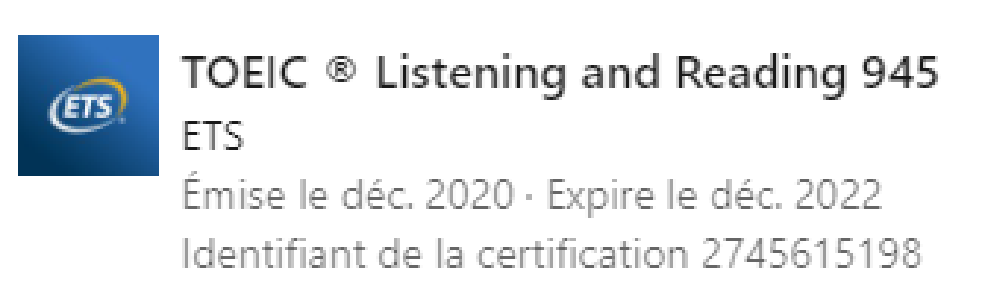 ETS
TOEIC ® Listening and Reading 945
ETS
Émise le déc. 2020 · Expire le déc. 2022
Identifiant de la certification 2745615198